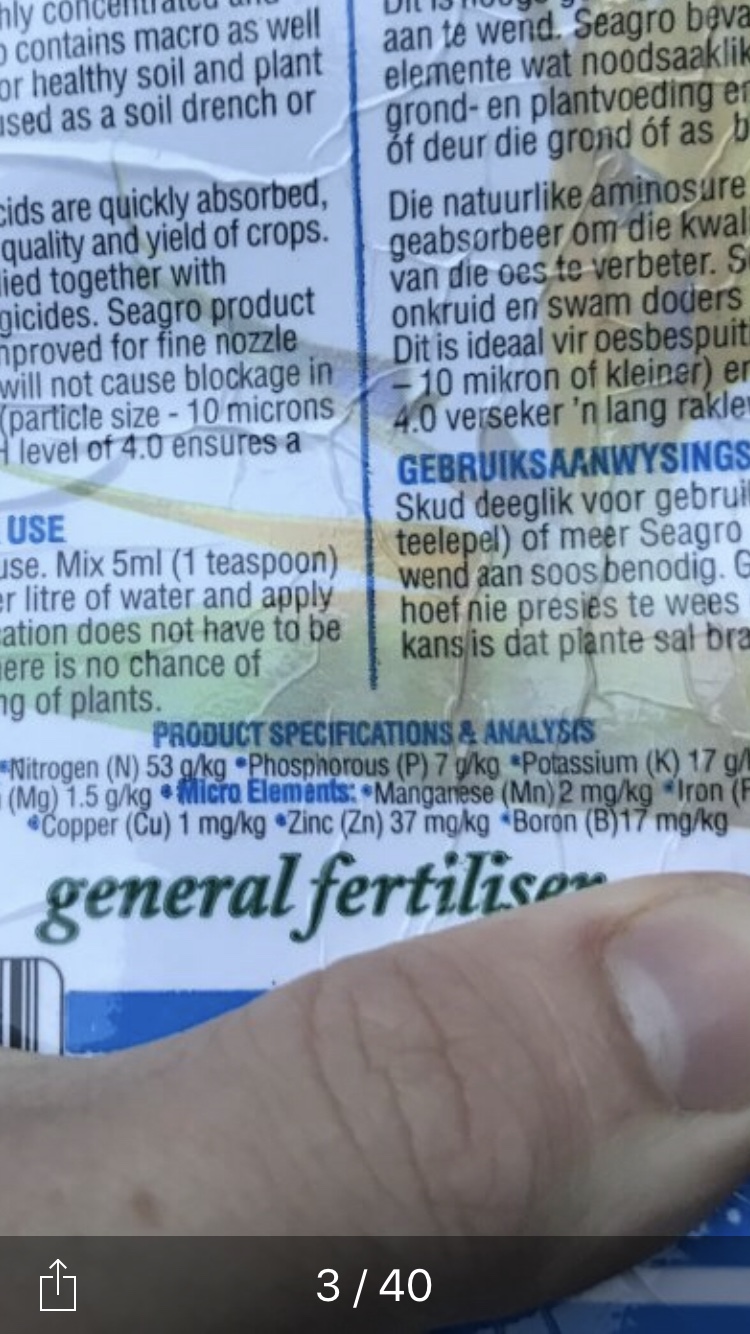 contains macro as well
or healthy soil and plant
used as a soil drench or
cids are quickly absorbed,
quality and yield of crops.
lied together with
gicides. Seagro product
mproved for fine nozzle
will not cause blockage in
(particle size - 10 microns
H level of 4.0 ensures a
USE
use. Mix 5ml (1 teaspoon)
er litre of water and apply
ation does not have to be
ere is no chance of
ng of plants.
aan te wend. Seagro beva
elemente wat noodsaaklik
grond- en plantvoeding en
óf deur die grond óf as b
Die natuurlike aminosure
geabsorbeer om die kwal
van die oes te verbeter. S
onkruid en swam doders
Dit is ideaal vir oesbespuit
– 10 mikron of kleiner) en
4.0 verseker 'n lang rakle
GEBRUIKSAANWYSINGS
Skud deeglik voor gebrui
teelepel) of meer Seagro
wend aan soos benodig. G
hoef nie presies te wees
kans is dat plante sal bra
PRODUCT SPECIFICATIONS & ANALYSIS
•Nitrogen (N) 53 g/kg •Phosphorous (P) 7 g/kg •Potassium (K) 17 g/
(Mg) 1.5 g/kg •Micro Elements: •Manganese (Mn) 2 mg/kg •Iron (F
•Copper (Cu) 1 mg/kg •Zinc (Zn) 37 mg/kg •Boron (B)17 mg/kg
general fertiliser
3 / 40